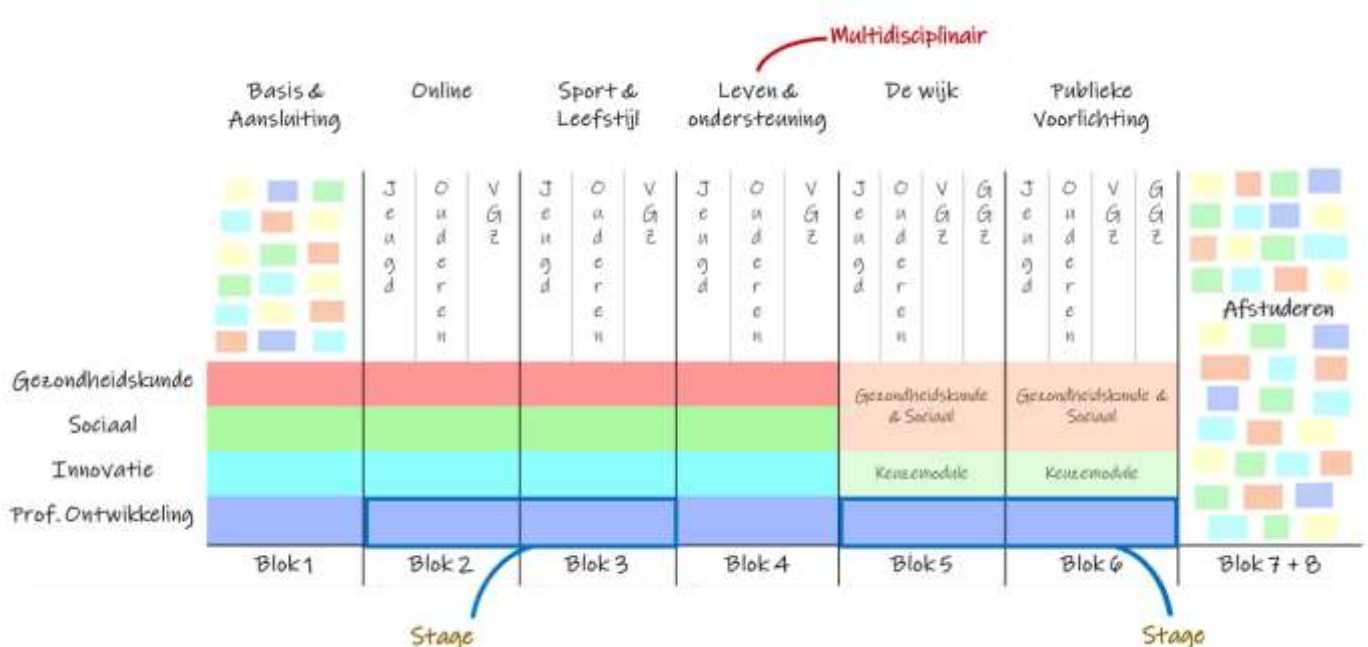 Multidisciplinair
Basis &
Aansluiting
Online
Sport &
Leefstijl
Leven &
ondersteuning
De wijk
Publieke
Voorlichting
Jeugd
Ouderen
VGZ
Jeugd
Ouderen
VGZ
Jeugd
Ouderen
VGZ
Jeugd
Ouderen
VGZ
GGZ
Jeugd
Ouderen
VGZ
GGZ
Afstuderen
Gezondheidskunde
Sociaal
Innovatie
Prof. Ontwikkeling
Gezondheidskunde
& Sociaal
Gezondheidskunde &
Sociaal
Keuzemodule
Keuzemodule
Blok 1
Blok 2
Blok 3
Blok 4
Blok 5
Blok 6
Blok 7 + 8
Stage
Stage